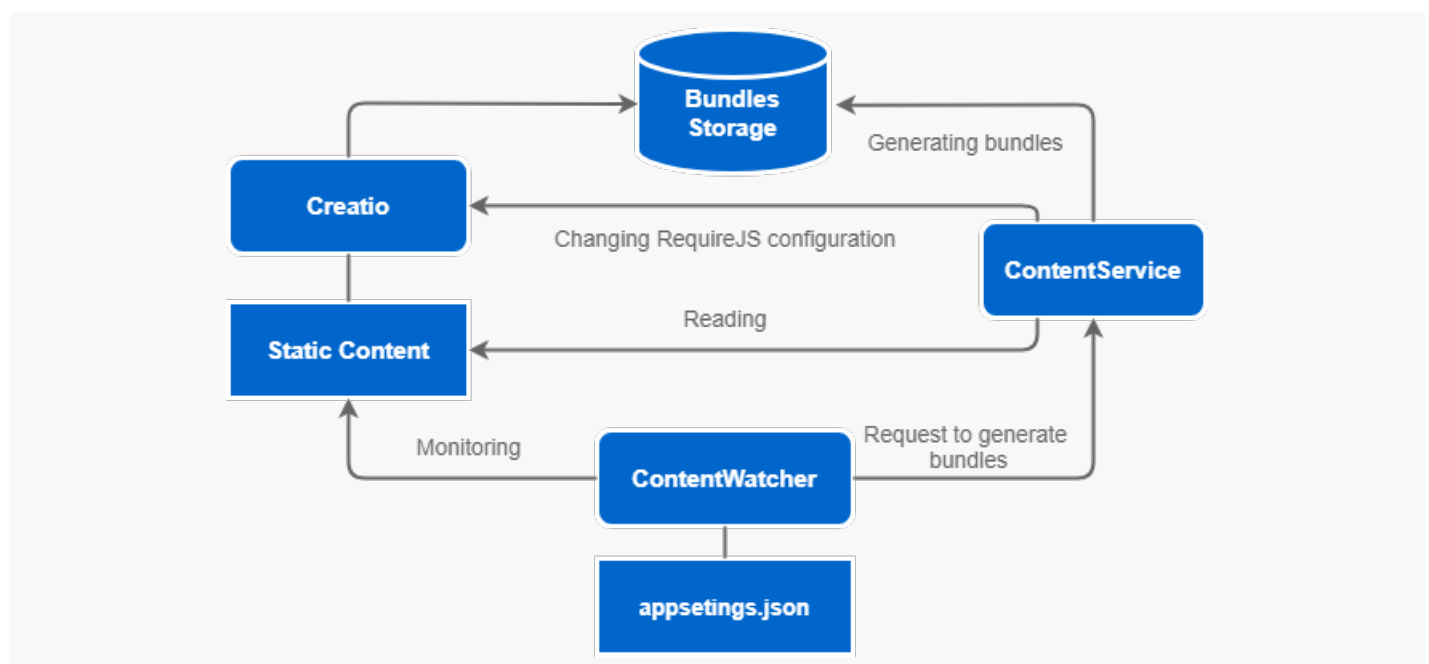 Bundles
Storage
Generating bundles
Creatio
Changing RequireJS configuration
ContentService
Reading
Static Content
Monitoring
Request to generate
bundles
ContentWatcher
appsetings.json